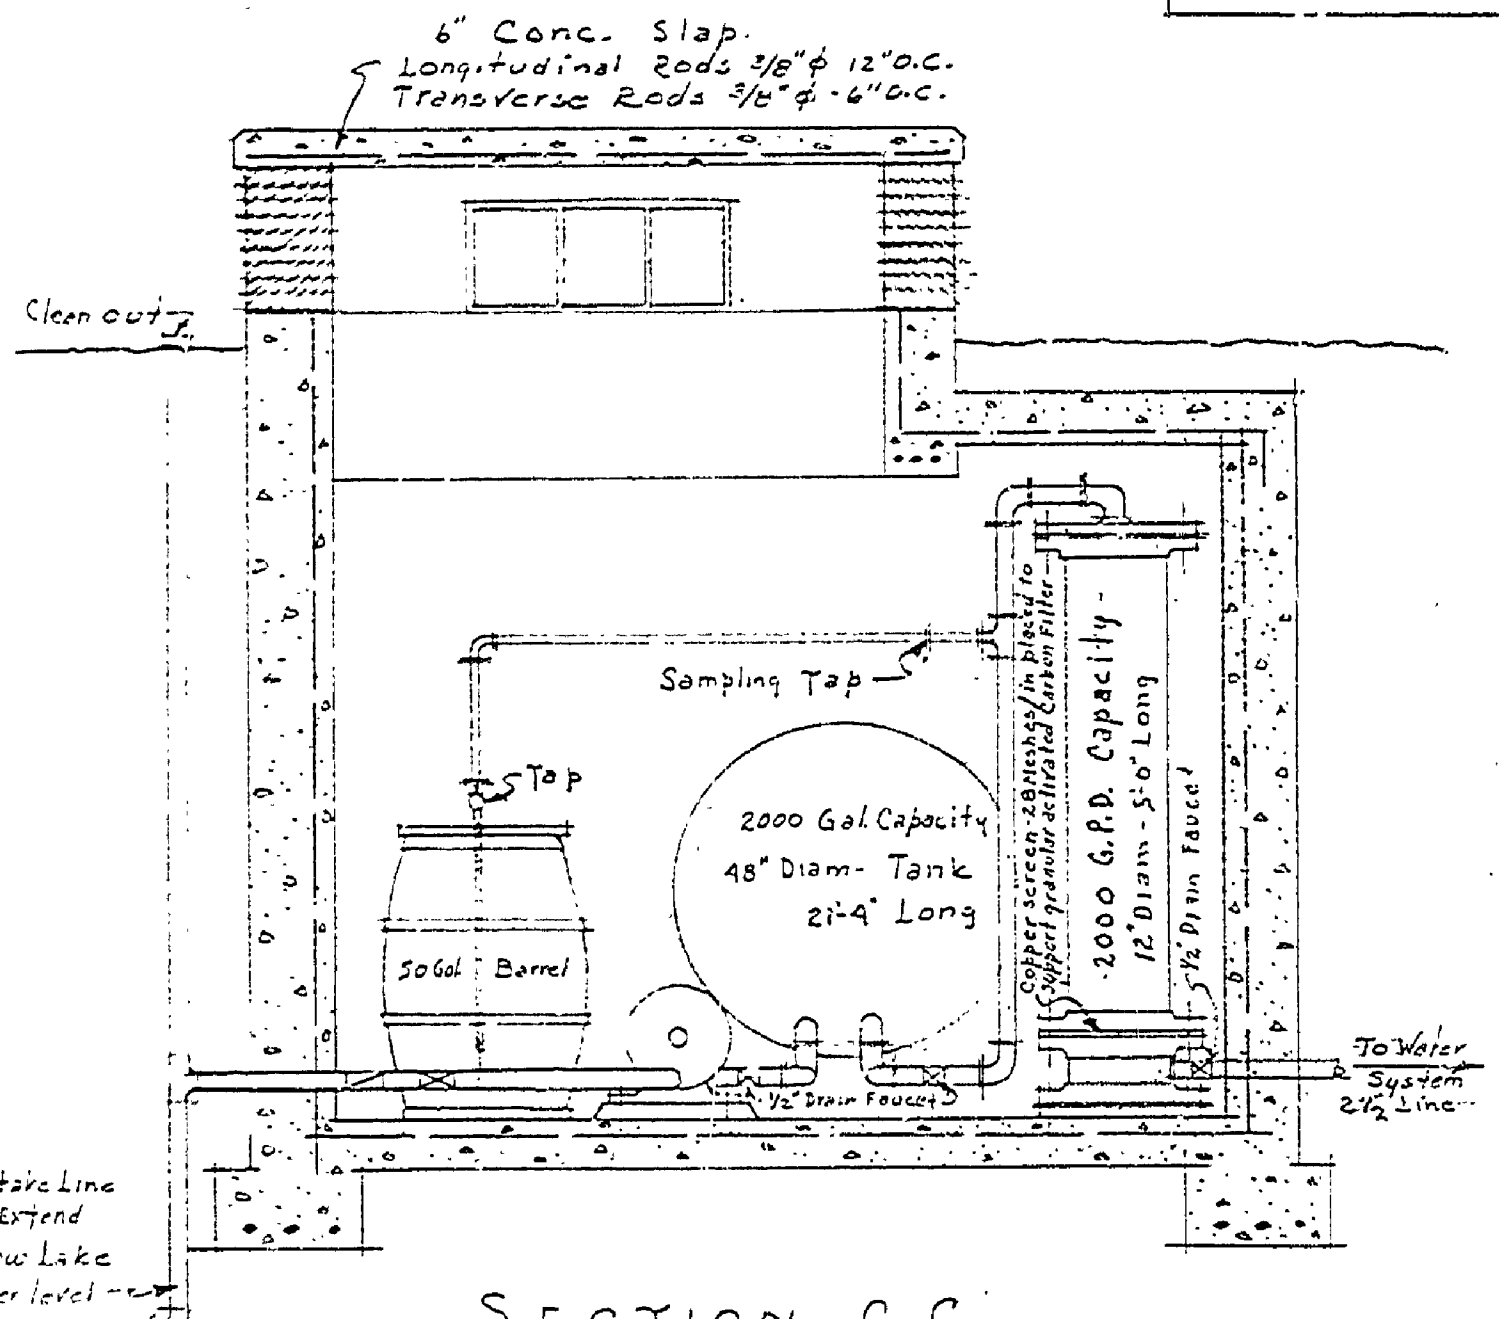 6" Conc. Slap.
Longitudinal Rods 3/8"ϕ 12"O.C.
Transverse Rods 3/8"ϕ - 6"O.C.
Clean out
Sampling Tap
Tap
2000 Gal. Capacity
48" Diam- Tank
21'-4" Long
50 Gal. Barrel
1/2" Drain Faucet
Copper screen-28 Meshes/in placed to
support granular activated Carbon Filter
2000 G.P.D. Capacity-
12" Diam - 5'-0" Long
1/2" Drain Faucet
To Water
System
2 1/2 Line
take Line
Extend
Lake
level
SECTION C C